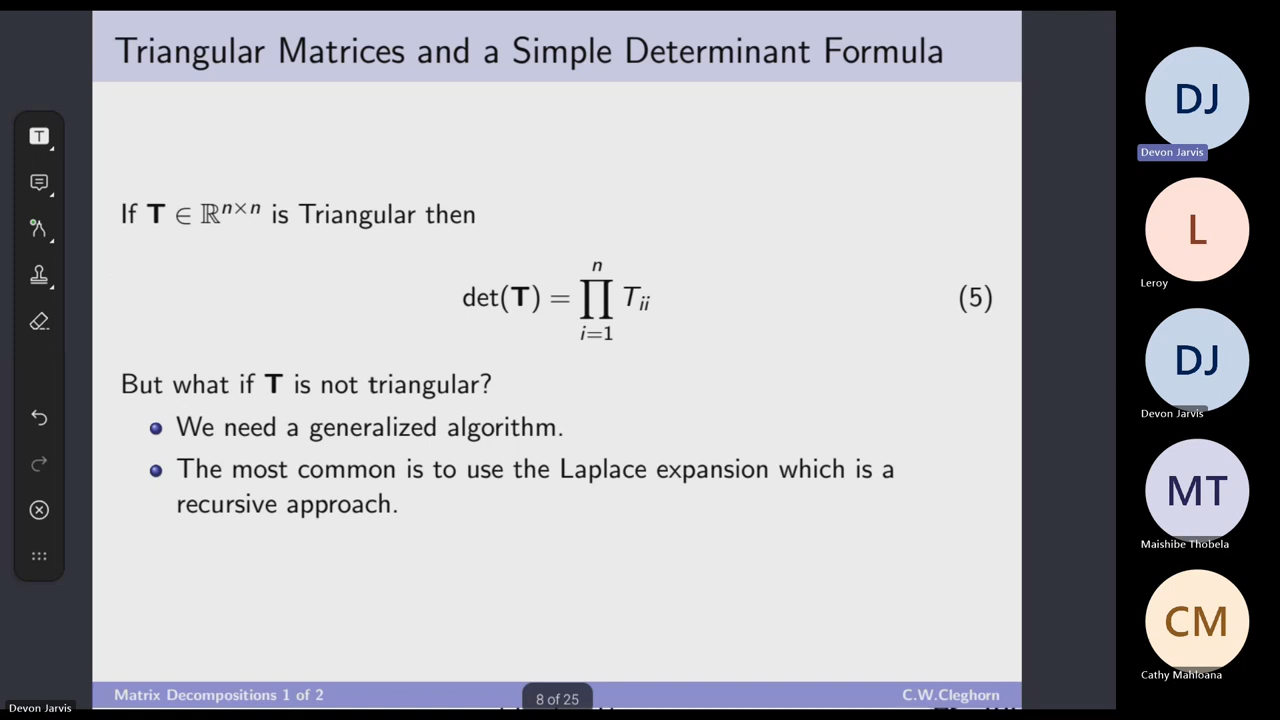 Triangular Matrices and a Simple Determinant Formula
If T ∈ ℝⁿˣⁿ is Triangular then
det(T) = ∏ⁿᵢ₌₁ Tᵢᵢ (5)
But what if T is not triangular?
We need a generalized algorithm.
The most common is to use the Laplace expansion which is a
recursive approach.
Matrix Decompositions 1 of 2
8 of 25
C.W.Cleghorn
T
DJ
Devon Jarvis
L
Leroy
DJ
Devon Jarvis
MT
Maishibe Thobela
CM
Cathy Mahloana
Devon Jarvis